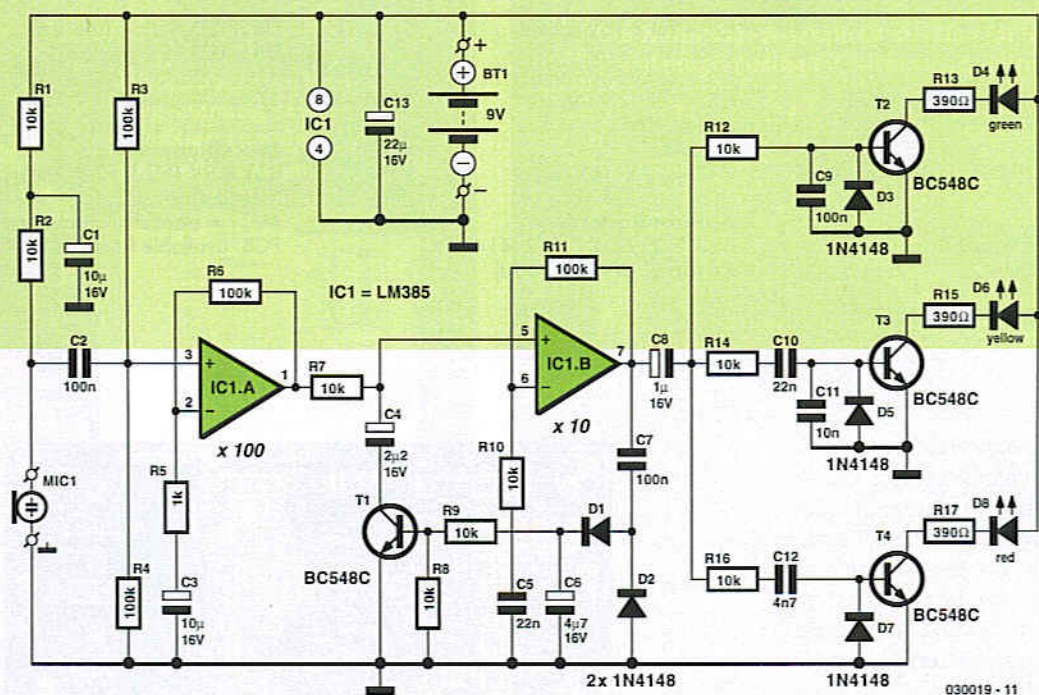 R1
10k
R3
100k
8
IC1
4
C13
22µ
16V
+
+
BT1
9V
−
−
R2
10k
C1
10µ
16V
R6
100k
IC1 = LM385
R11
100k
R12
10k
C9
100n
D3
1N4148
T2
BC548C
R13
390Ω
D4
green
C2
100n
3
+
IC1.A
2
−
1
x 100
R7
10k
5
+
IC1.B
6
−
7
x 10
C8
1µ
16V
R14
10k
C10
22n
C11
10n
D5
1N4148
T3
BC548C
R15
390Ω
D6
yellow
C4
2µ2
16V
R5
1k
R10
10k
C7
100n
MIC1
T1
BC548C
R9
10k
D1
R16
10k
C12
4n7
T4
BC548C
R17
390Ω
D8
red
R4
100k
C3
10µ
16V
R8
10k
C5
22n
C6
4µ7
16V
D2
2x 1N4148
D7
1N4148
030018 - 11